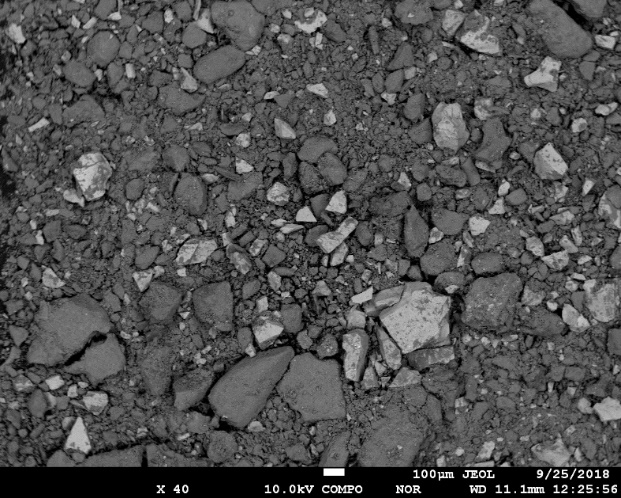 100µm JEOL 9/25/2018
X 40 10.0kV COMPO NOR WD 11.1mm 12:25:56